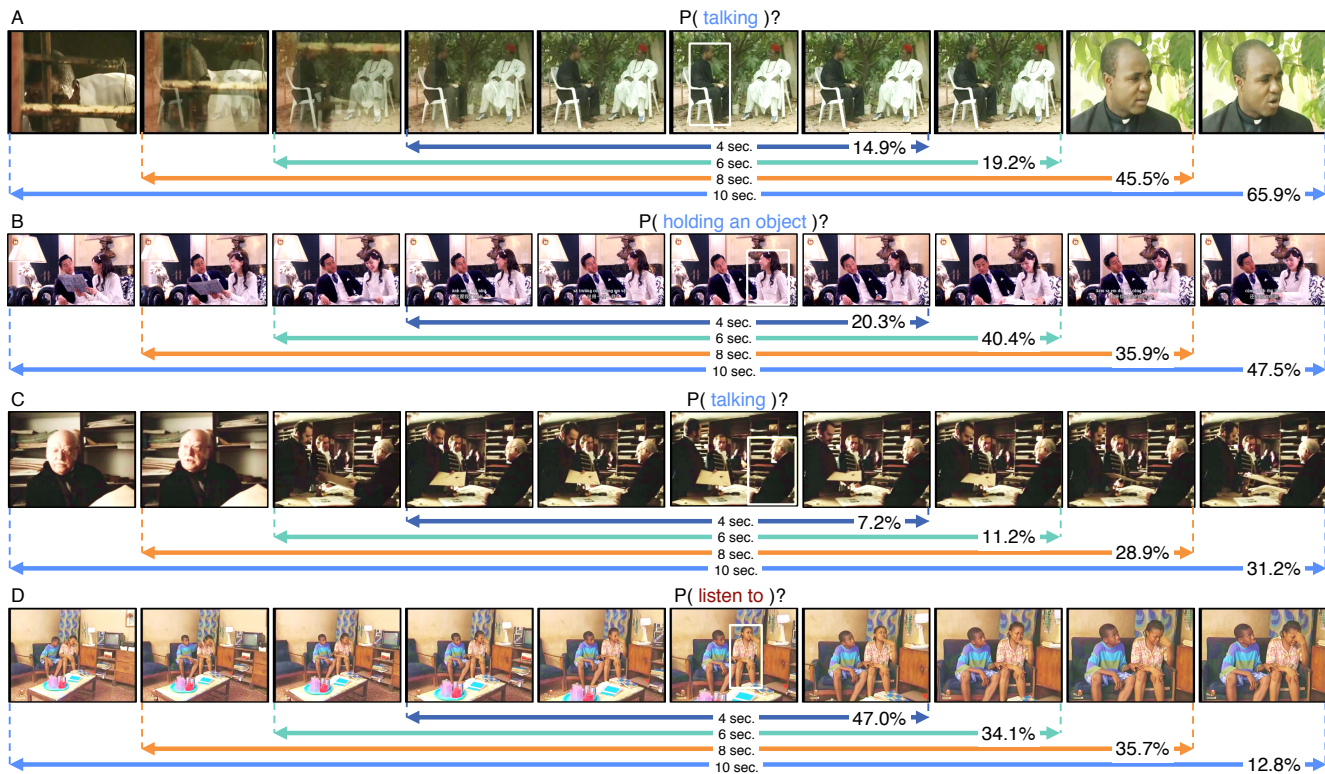 A
P( talking )?
4 sec. 14.9%
6 sec. 19.2%
8 sec. 45.5%
10 sec. 65.9%
B
P( holding an object )?
4 sec. 20.3%
6 sec. 40.4%
8 sec. 35.9%
10 sec. 47.5%
C
P( talking )?
4 sec. 7.2%
6 sec. 11.2%
8 sec. 28.9%
10 sec. 31.2%
D
P( listen to )?
4 sec. 47.0%
6 sec. 34.1%
8 sec. 35.7%
10 sec. 12.8%